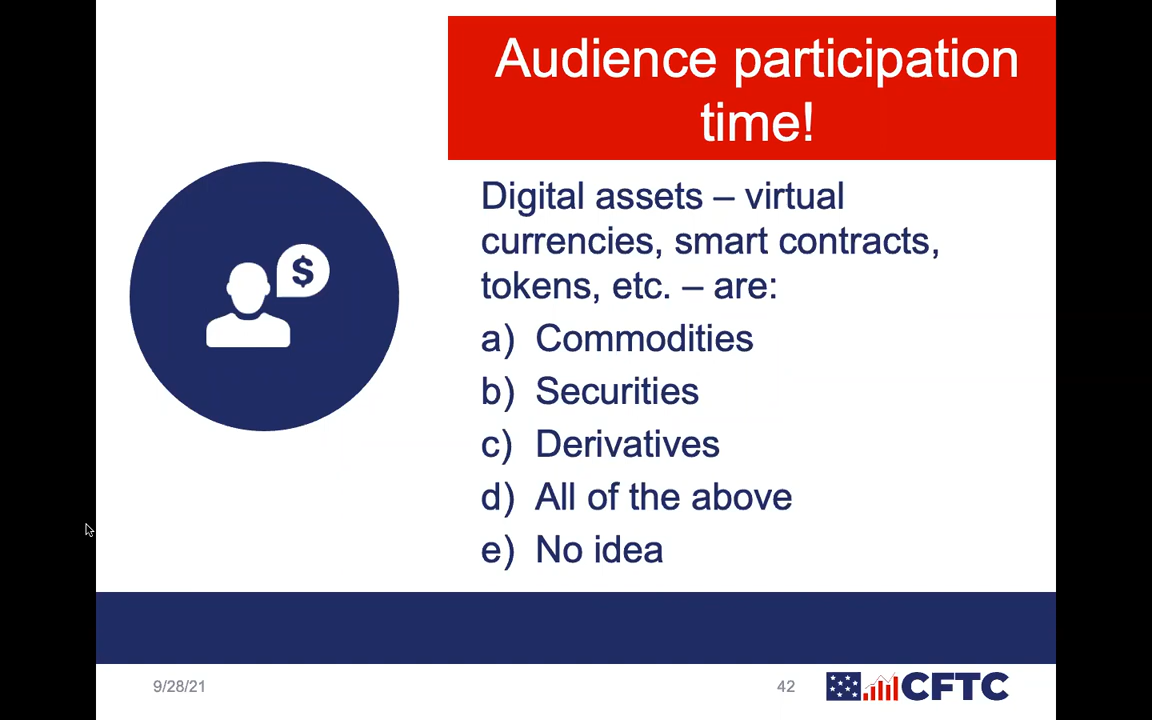 Audience participation
time!
$
Digital assets – virtual
currencies, smart contracts,
tokens, etc. – are:
a) Commodities
b) Securities
c) Derivatives
d) All of the above
e) No idea
9/28/21
42
CFTC